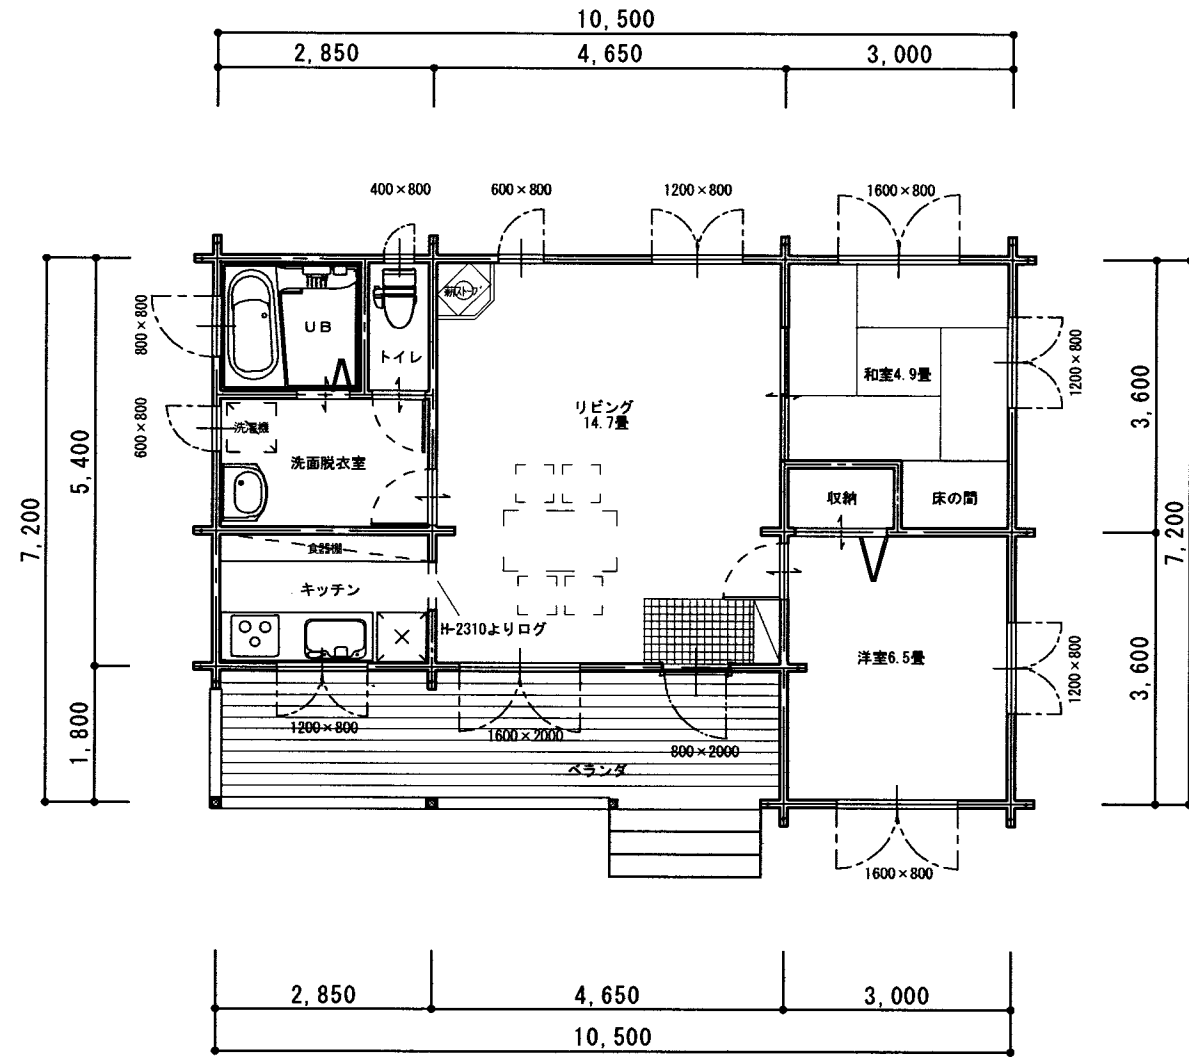 10,500
2,850
4,650
3,000
400×800
600×800
1200×800
1600×800
800×800
UB
トイレ
薪ストーブ
和室4.9畳
1200×800
600×800
洗濯機
リビング
14.7畳
洗面脱衣室
収納
床の間
7,200
5,400
3,600
7,200
食器棚
キッチン
H-2310よりログ
洋室6.5畳
1200×800
3,600
1,800
1200×800
1600×2000
800×2000
ベランダ
1600×800
2,850
4,650
3,000
10,500